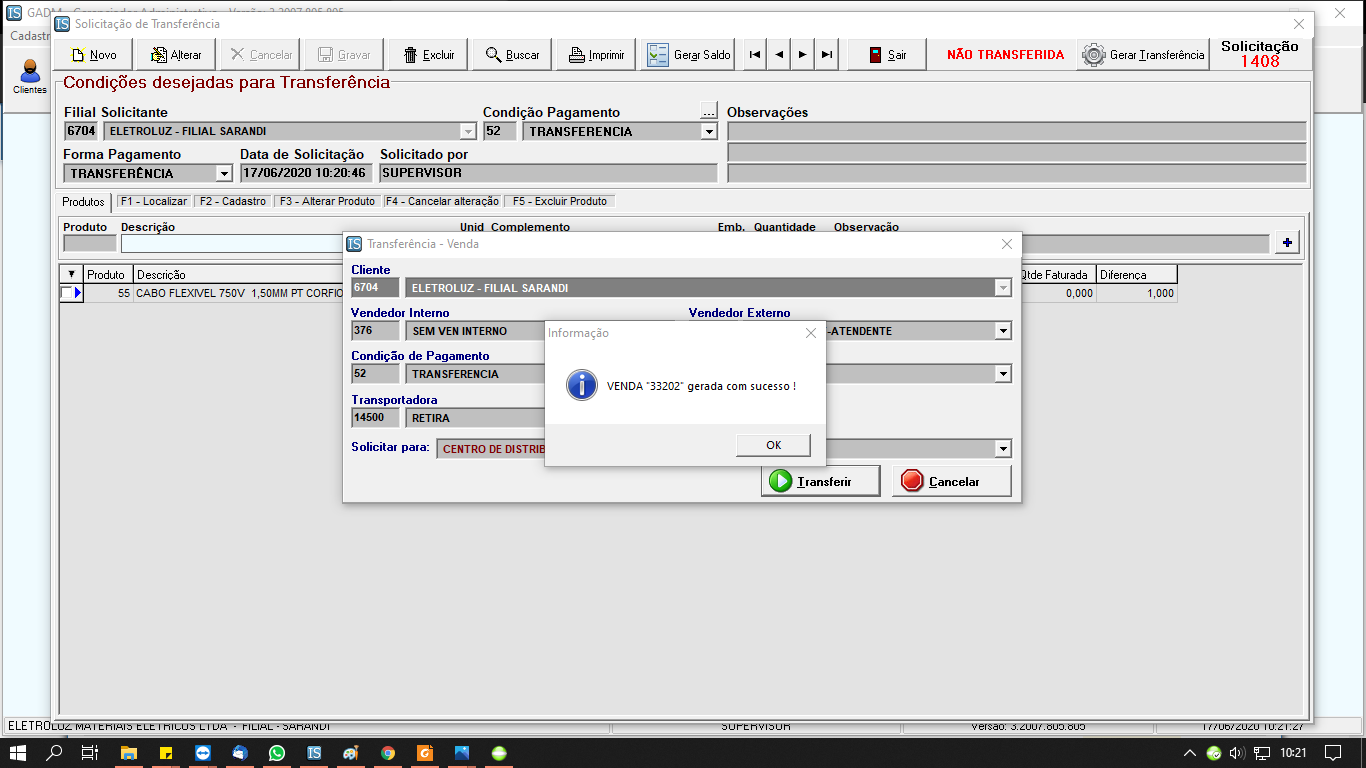 GADM - Gerenciador Administrativo - Versão: 3.2007.805.805
Cadastr
Clientes
IS Solicitação de Transferência
Novo Alterar Cancelar Gravar Excluir Buscar Imprimir Gerar Saldo Sair NÃO TRANSFERIDA Gerar Transferência Solicitação
1408
Condições desejadas para Transferência
Filial Solicitante Condição Pagamento ... Observações
6704 ELETROLUZ - FILIAL SARANDI 52 TRANSFERENCIA
Forma Pagamento Data de Solicitação Solicitado por
TRANSFERÊNCIA 17/06/2020 10:20:46 SUPERVISOR
Produtos F1 - Localizar F2 - Cadastro F3 - Alterar Produto F4 - Cancelar alteração F5 - Excluir Produto
Produto Descrição Unid Complemento Emb. Quantidade Observação
Produto Descrição Qtde Faturada Diferença
55 CABO FLEXIVEL 750V 1,50MM PT CORFIO 0,000 1,000
IS Transferência - Venda
Cliente
6704 ELETROLUZ - FILIAL SARANDI
Vendedor Interno Vendedor Externo
376 SEM VEN INTERNO -ATENDENTE
Condição de Pagamento
52 TRANSFERENCIA
Transportadora
14500 RETIRA
Solicitar para: CENTRO DE DISTRIB
Transferir Cancelar
Informação
VENDA "33202" gerada com sucesso !
OK
ELETROLUZ MATERIAIS ELETRICOS LTDA - FILIAL - SARANDI SUPERVISOR Versão: 3.2007.805.805 17/06/2020 10:21:27
10:21